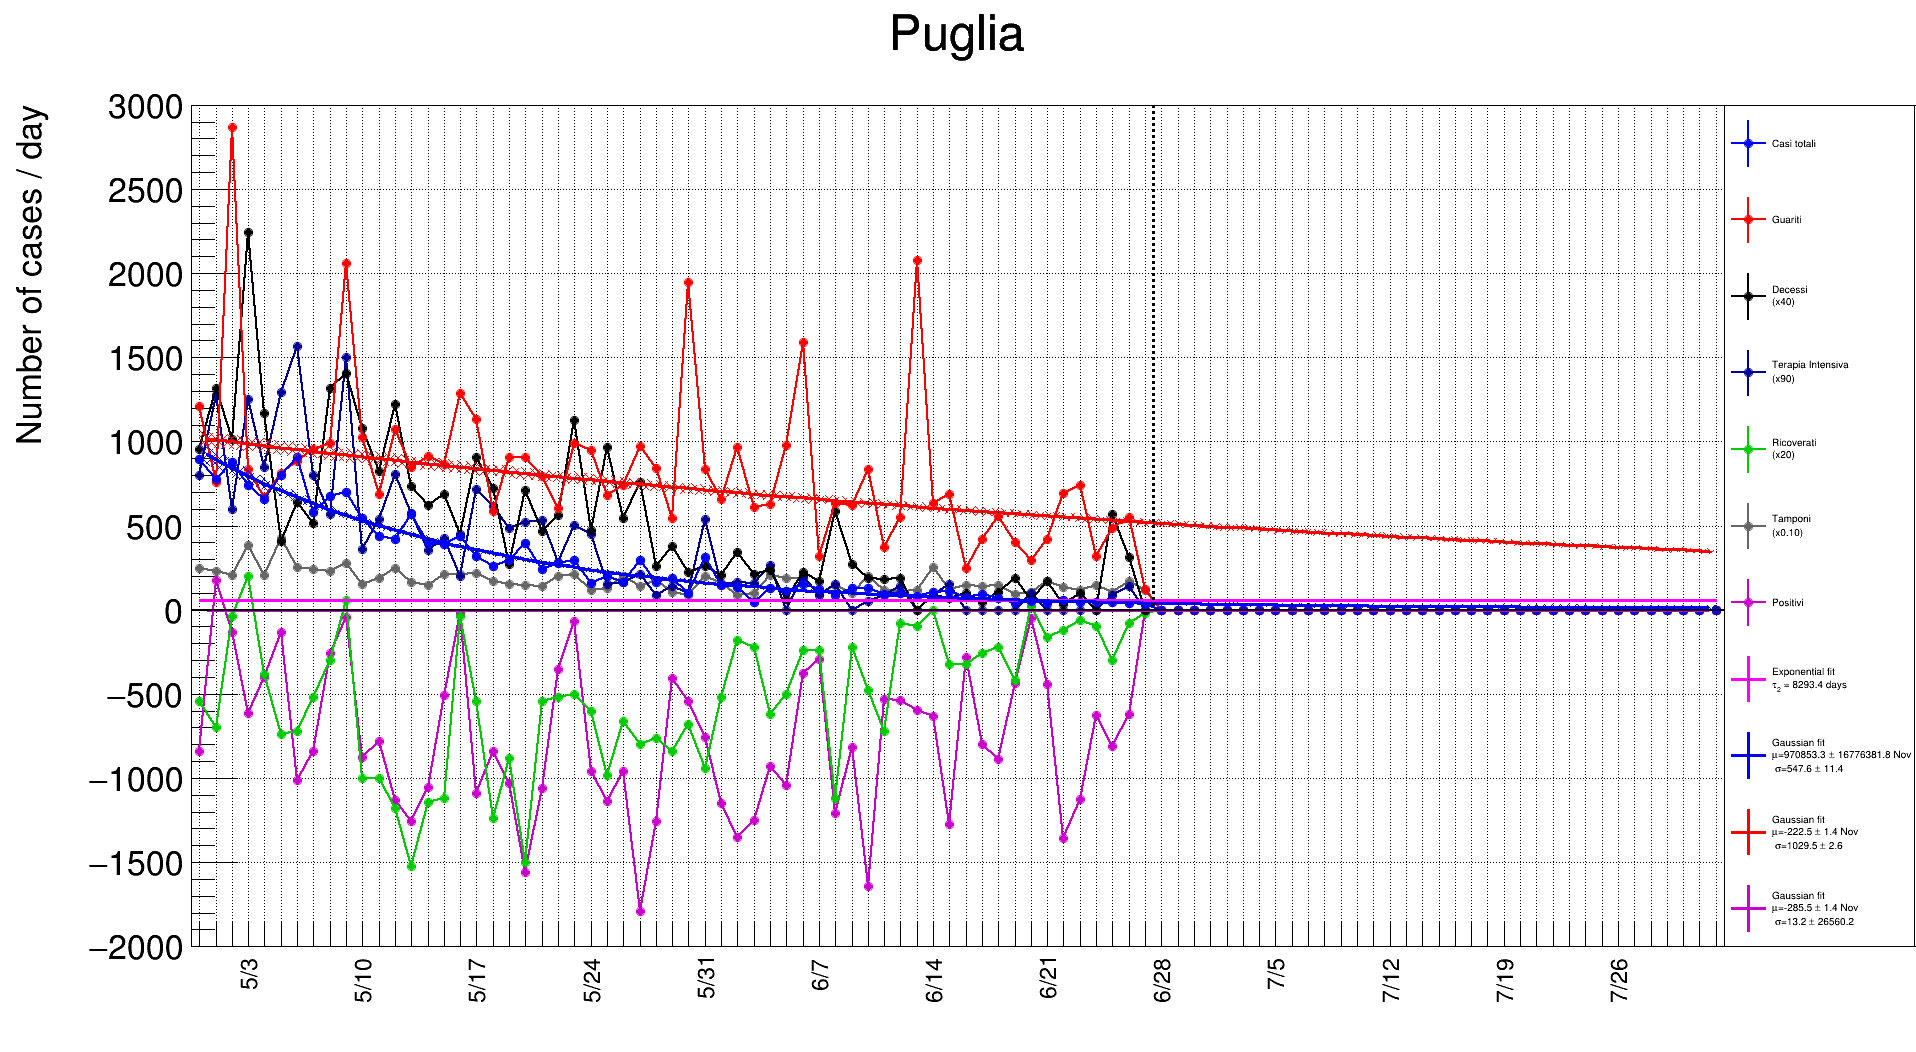 Puglia
Number of cases / day
3000
2500
2000
1500
1000
500
0
−500
−1000
−1500
−2000
5/3
5/10
5/17
5/24
5/31
6/7
6/14
6/21
6/28
7/5
7/12
7/19
7/26
Casi totali
Guariti
Decessi
(x40)
Terapia Intensiva
(x90)
Ricoverati
(x20)
Tamponi
(x0.10)
Positivi
Exponential fit
τ2 = 8293.4 days
Gaussian fit
μ=970853.3 ± 16776381.8 Nov
σ=547.6 ± 11.4
Gaussian fit
μ=-222.5 ± 1.4 Nov
σ=1029.5 ± 2.6
Gaussian fit
μ=-285.5 ± 1.4 Nov
σ=13.2 ± 26560.2